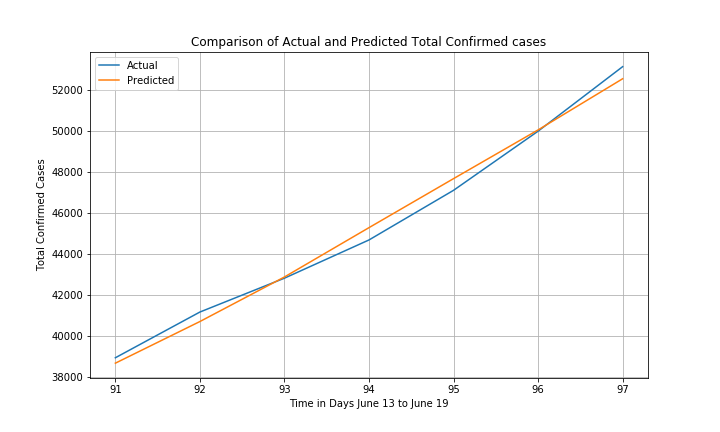 Comparison of Actual and Predicted Total Confirmed cases
Actual
Predicted
Total Confirmed Cases
52000
50000
48000
46000
44000
42000
40000
38000
91 92 93 94 95 96 97
Time in Days June 13 to June 19